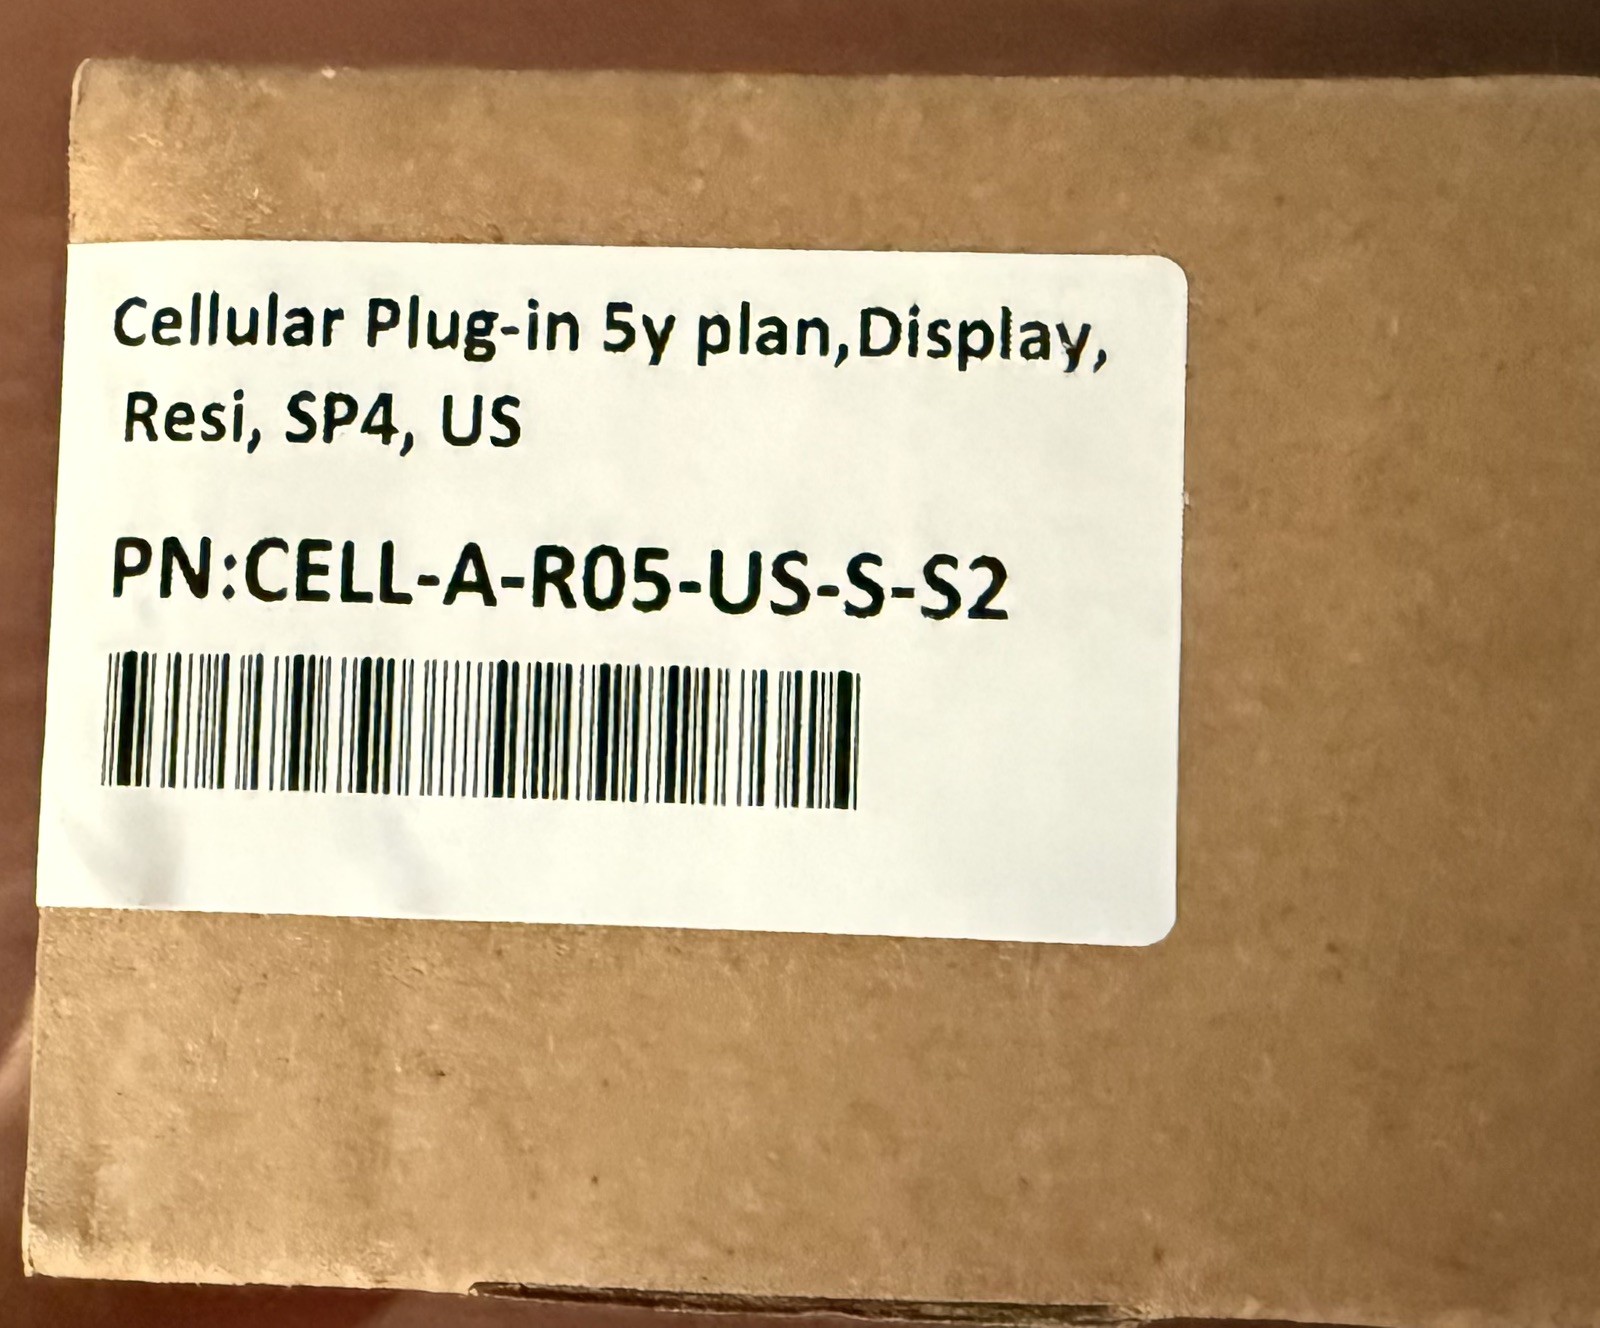 Cellular Plug-in 5y plan,Display,
Resi, SP4, US
PN:CELL-A-R05-US-S-S2